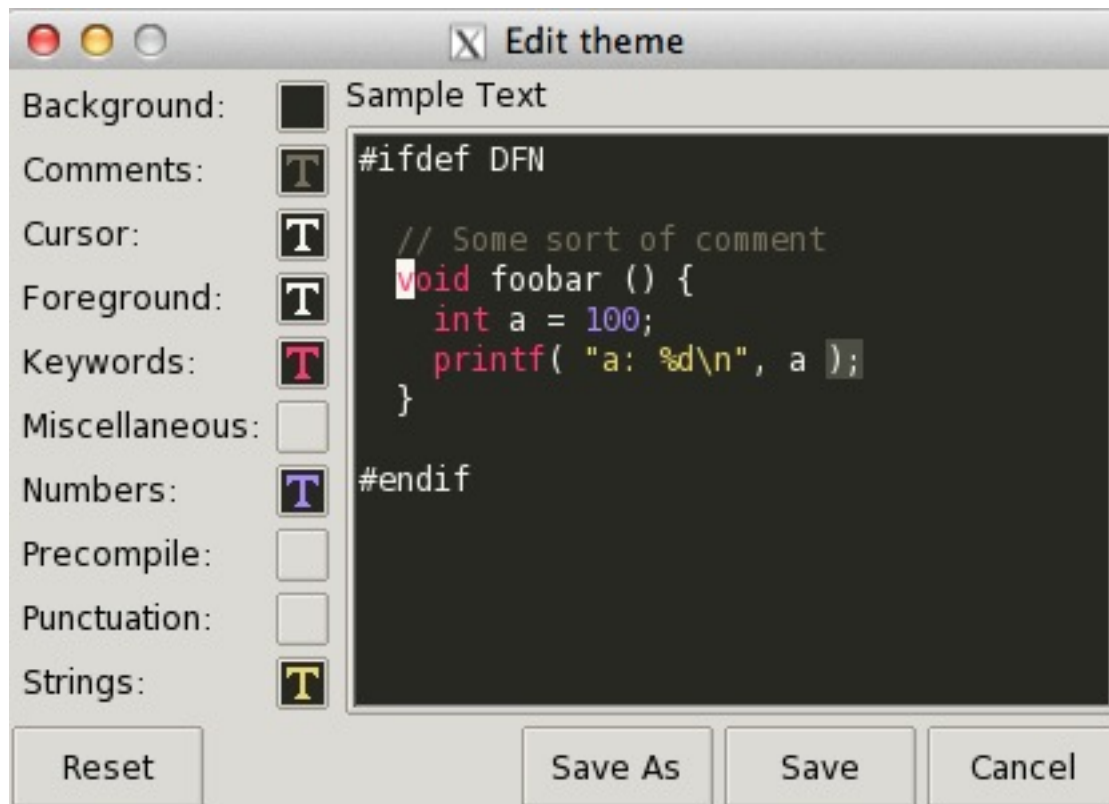 X Edit theme
Background:
Comments: T
Cursor: T
Foreground: T
Keywords: T
Miscellaneous:
Numbers: T
Precompile:
Punctuation:
Strings: T
Sample Text
#ifdef DFN
// Some sort of comment
void foobar () {
int a = 100;
printf( "a: %d\n", a );
}
#endif
Reset
Save As
Save
Cancel